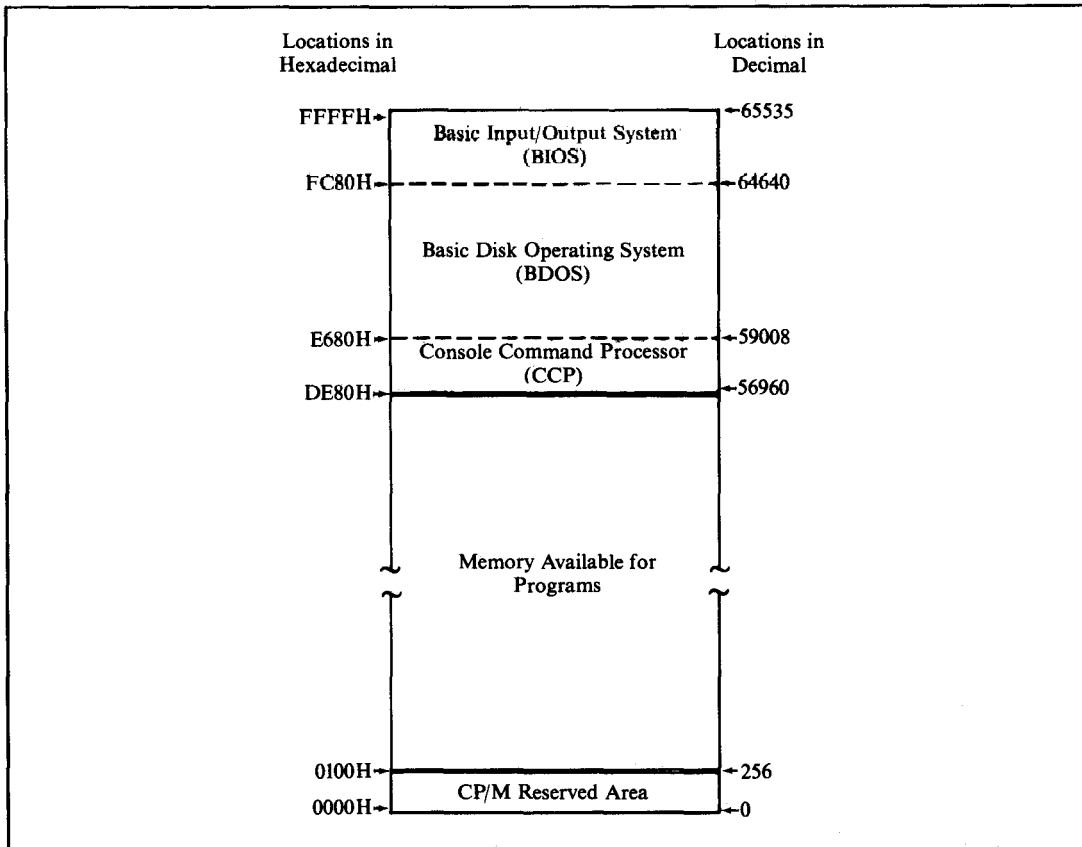 Locations in
Hexadecimal
Locations in
Decimal
FFFFH
65535
Basic Input/Output System
(BIOS)
FC80H
64640
Basic Disk Operating System
(BDOS)
E680H
59008
Console Command Processor
(CCP)
DE80H
56960
Memory Available for
Programs
0100H
256
CP/M Reserved Area
0000H
0